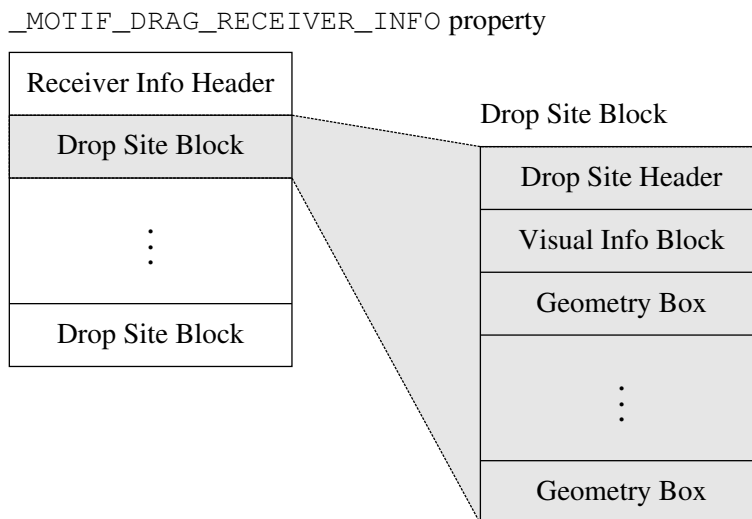 _MOTIF_DRAG_RECEIVER_INFO property
Receiver Info Header
Drop Site Block
⋮
Drop Site Block
Drop Site Block
Drop Site Header
Visual Info Block
Geometry Box
⋮
Geometry Box